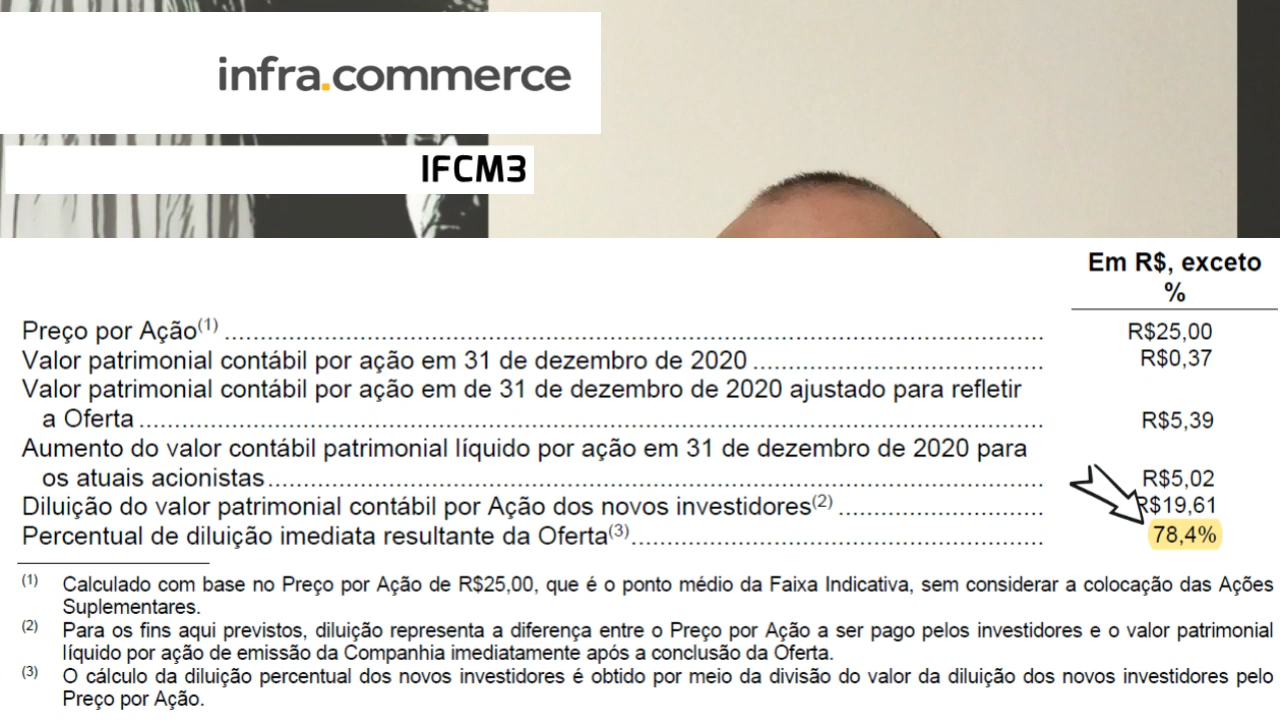 infra.commerce
IFCM3
Em R$, exceto
%
Preço por Ação(1) ........ R$25,00
Valor patrimonial contábil por ação em 31 de dezembro de 2020 ........ R$0,37
Valor patrimonial contábil por ação em de 31 de dezembro de 2020 ajustado para refletir
a Oferta ........ R$5,39
Aumento do valor contábil patrimonial líquido por ação em 31 de dezembro de 2020 para
os atuais acionistas ........ R$5,02
Diluição do valor patrimonial contábil por Ação dos novos investidores(2) ........ R$19,61
Percentual de diluição imediata resultante da Oferta(3) ........ 78,4%
(1) Calculado com base no Preço por Ação de R$25,00, que é o ponto médio da Faixa Indicativa, sem considerar a colocação das Ações
Suplementares.
(2) Para os fins aqui previstos, diluição representa a diferença entre o Preço por Ação a ser pago pelos investidores e o valor patrimonial
líquido por ação de emissão da Companhia imediatamente após a conclusão da Oferta.
(3) O cálculo da diluição percentual dos novos investidores é obtido por meio da divisão do valor da diluição dos novos investidores pelo
Preço por Ação.